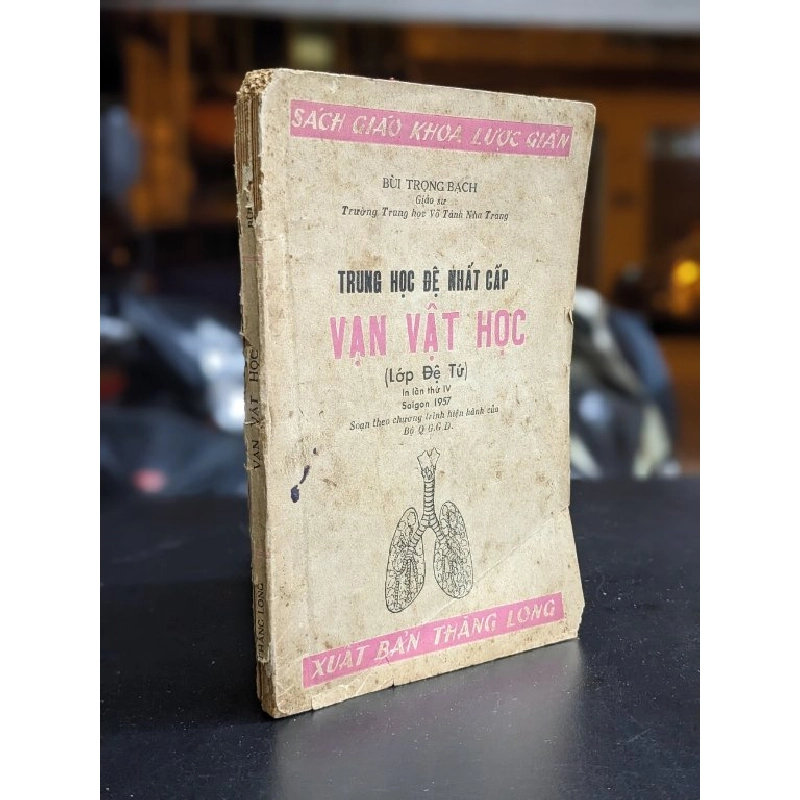 SÁCH GIÁO KHOA LƯỢC GIẢN
BÙI TRỌNG BẠCH
Giáo sư
Trường Trung học Võ Tánh Nha Trang
TRUNG HỌC ĐỆ NHẤT CẤP
VẠN VẬT HỌC
(Lớp Đệ Tứ)
In lần thứ IV
Saigon 1957
Soạn theo chương trình hiện hành của
Bộ Q.G.G.D.
XUẤT BẢN THĂNG LONG
BÙI
VẠN VẬT HỌC
THĂNG LONG